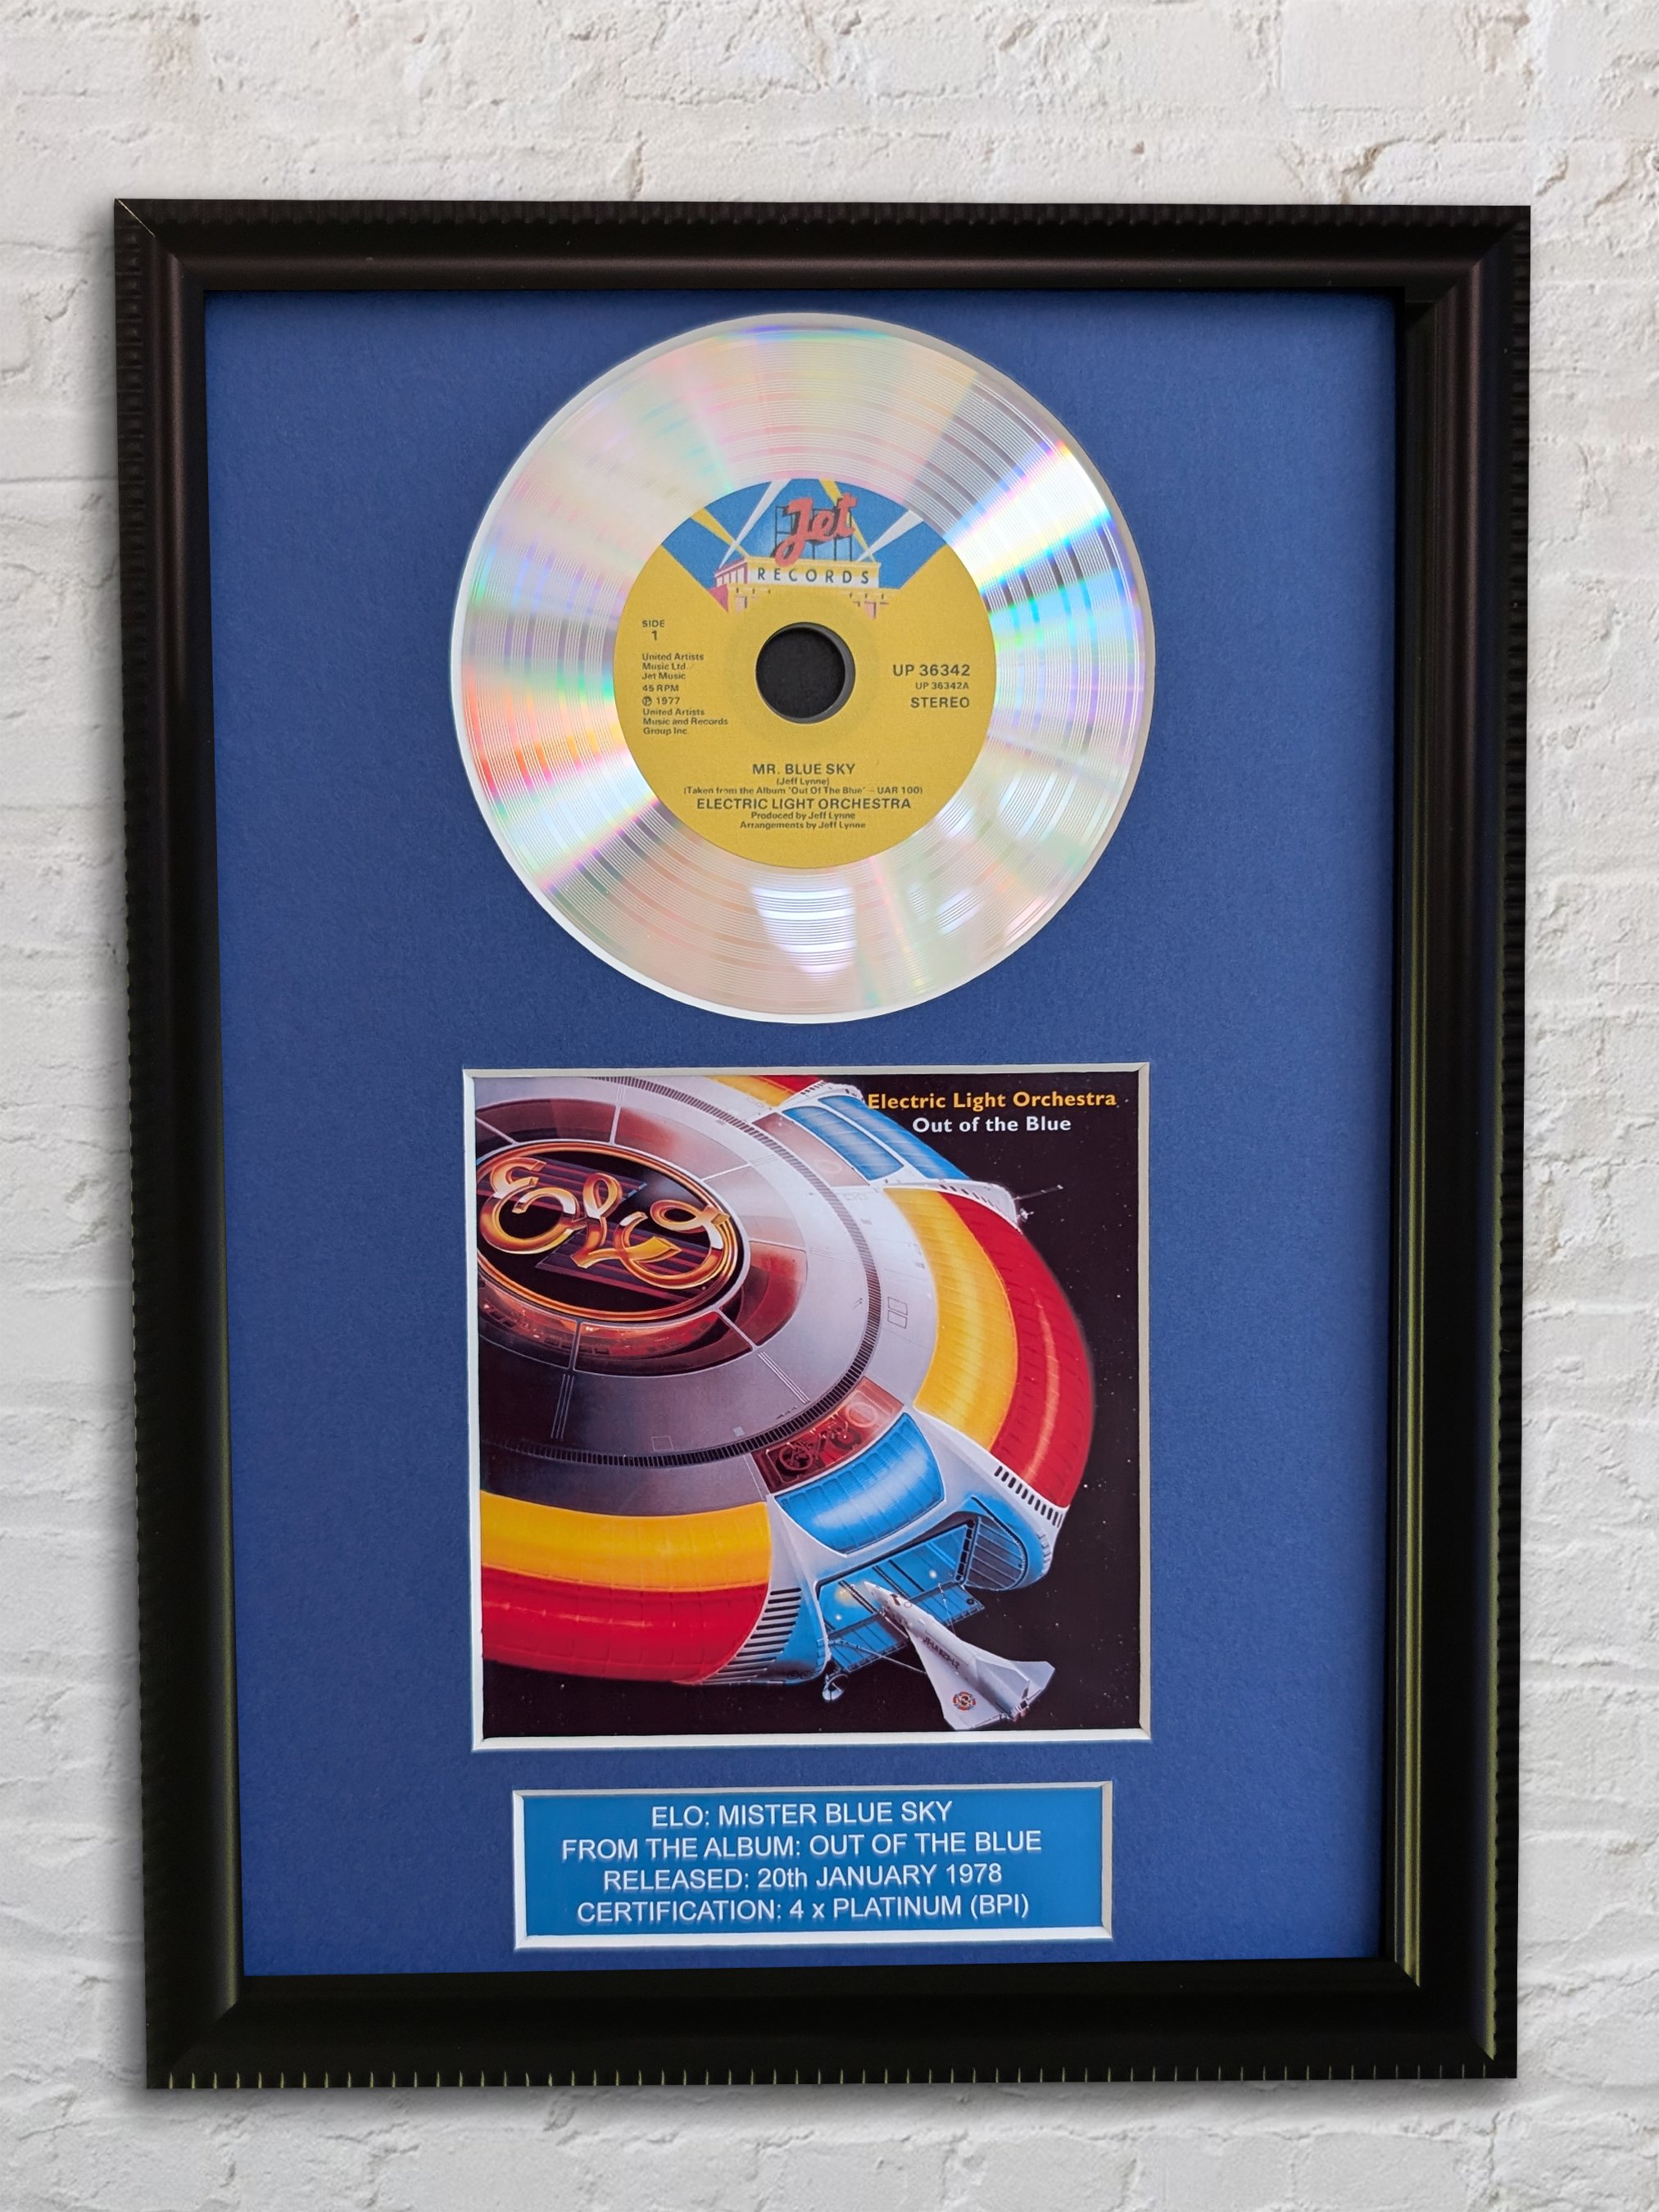 Jet
RECORDS
SIDE
1
United Artists
Music Ltd./
Jet Music
45 RPM
℗ 1977
United Artists
Music and Records
Group Inc.
UP 36342
UP 36342A
STEREO
MR. BLUE SKY
(Jeff Lynne)
(Taken from the Album 'Out Of The Blue' – UAR 100)
ELECTRIC LIGHT ORCHESTRA
Produced by Jeff Lynne
Arrangements by Jeff Lynne
Electric Light Orchestra
Out of the Blue
ELO
ELO: MISTER BLUE SKY
FROM THE ALBUM: OUT OF THE BLUE
RELEASED: 20th JANUARY 1978
CERTIFICATION: 4 x PLATINUM (BPI)